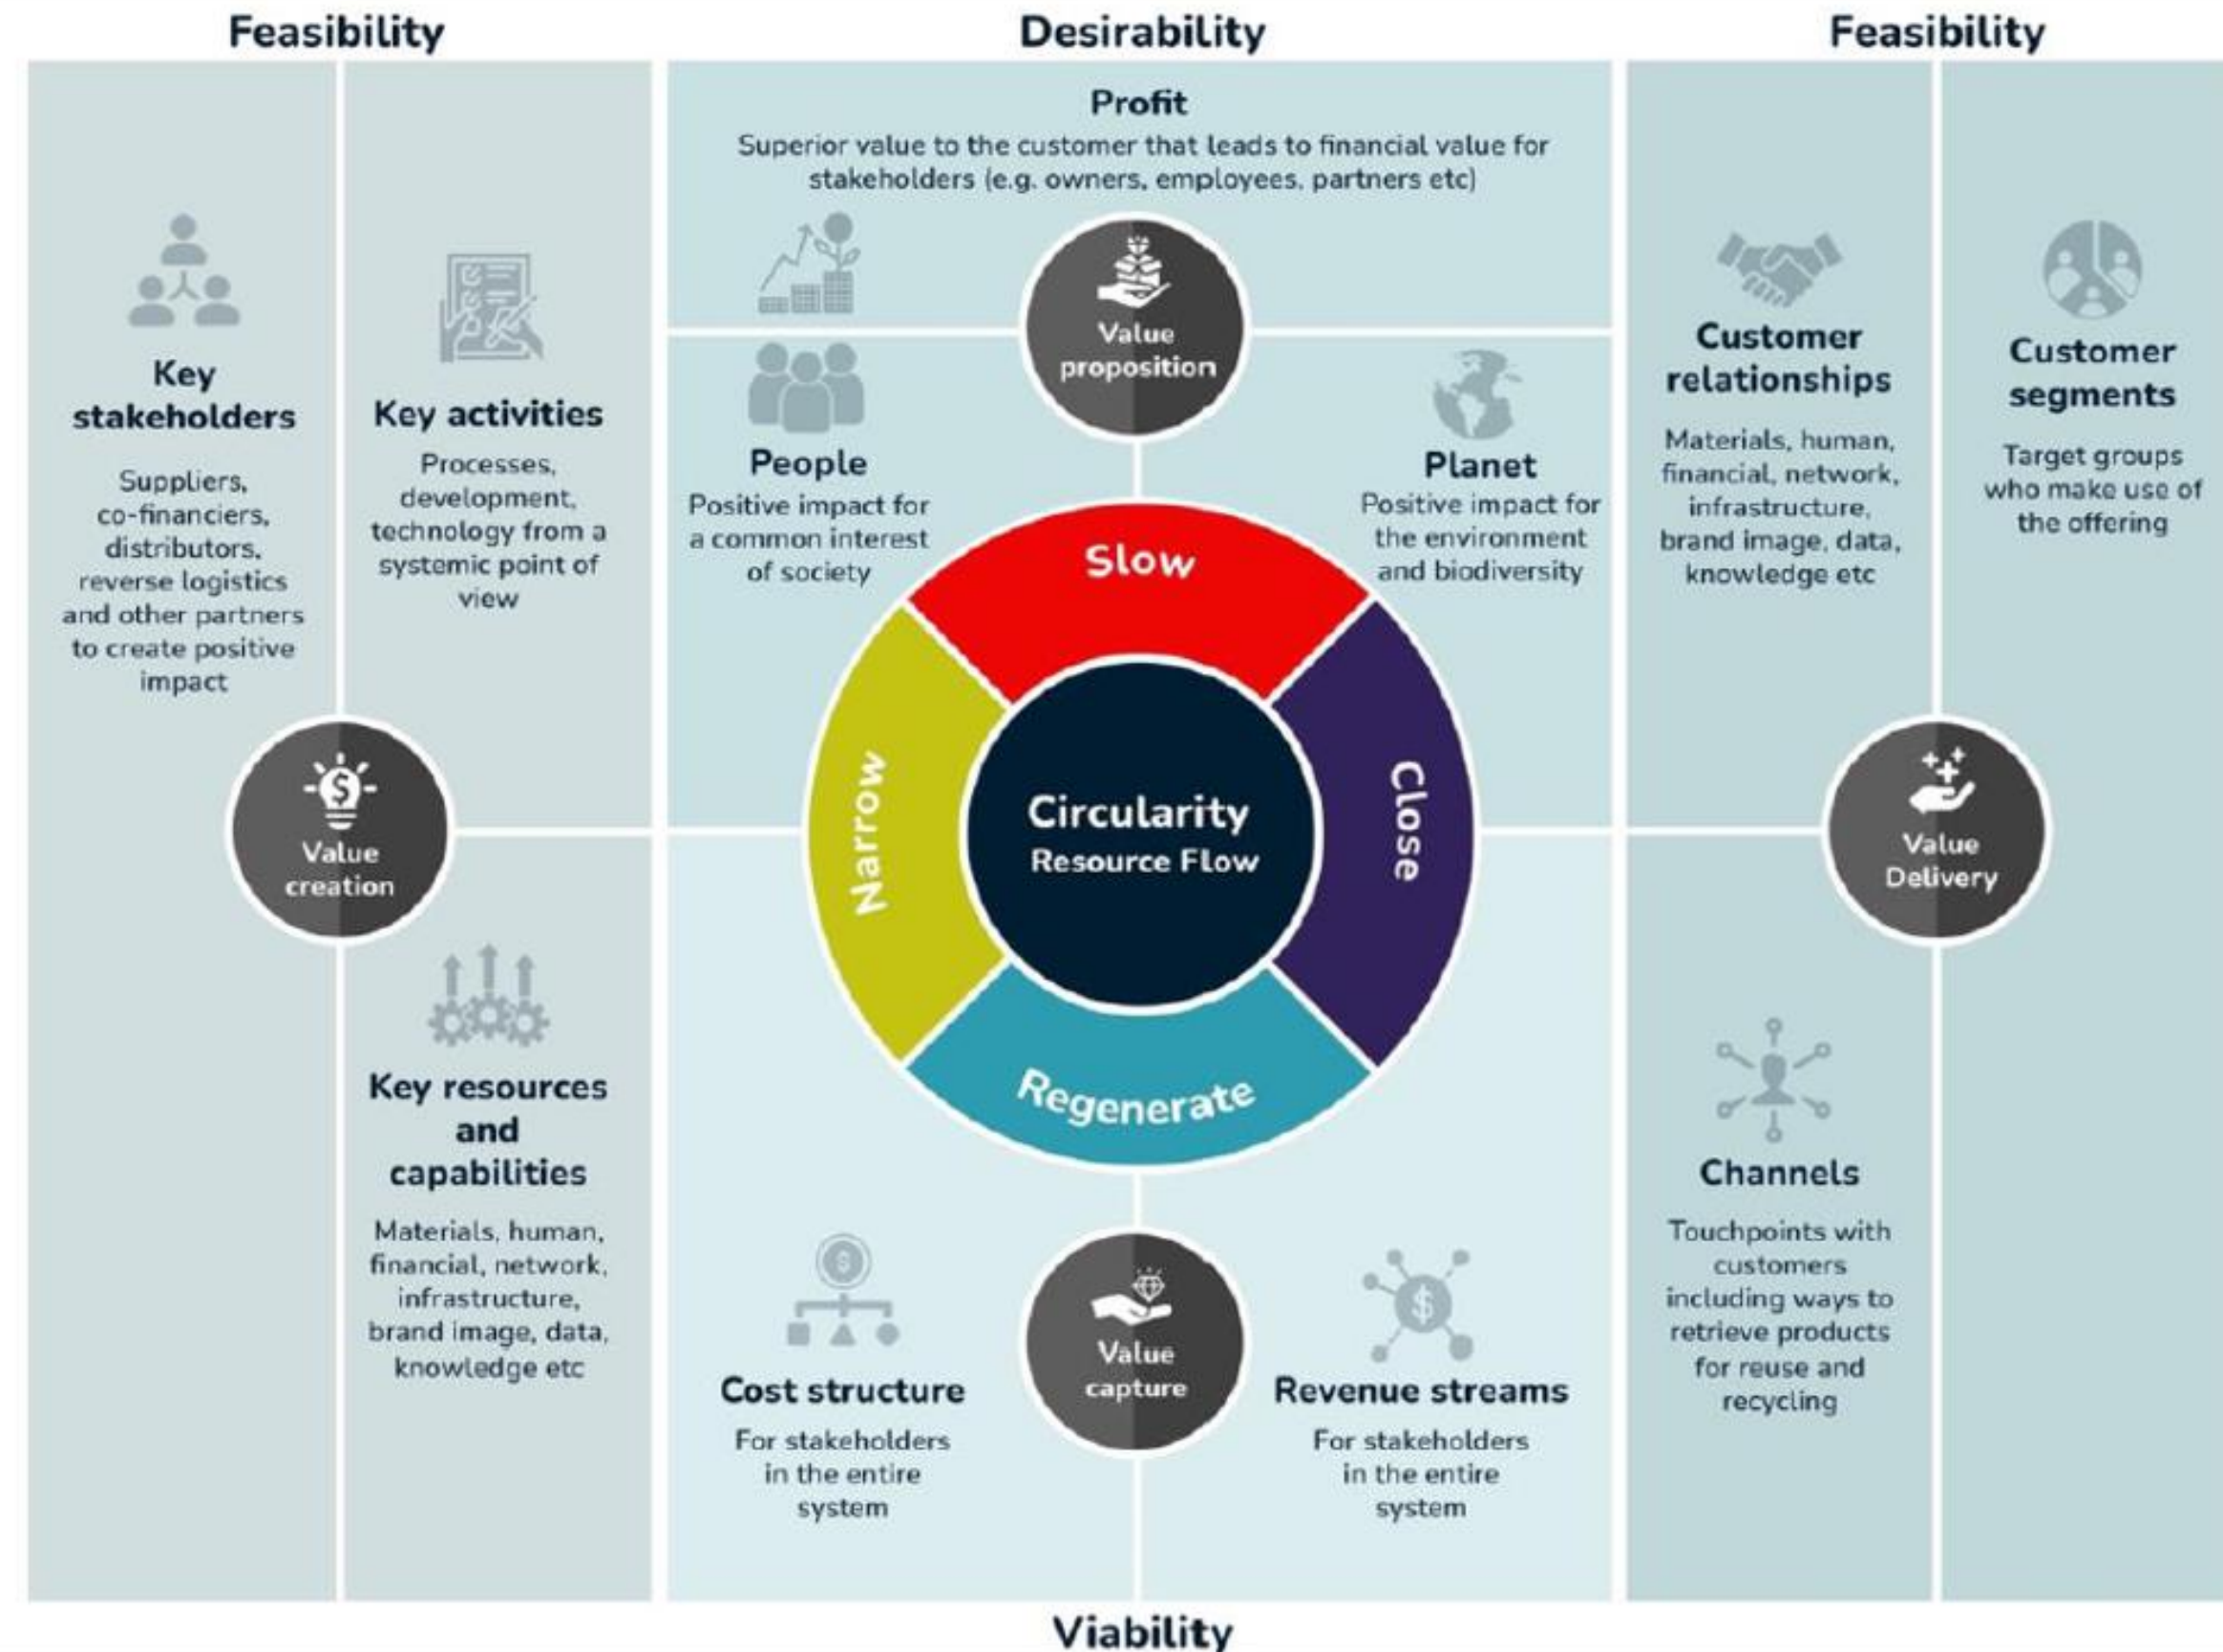 Feasibility
Desirability
Feasibility
Key
stakeholders
Suppliers,
co-financiers,
distributors,
reverse logistics
and other partners
to create positive
impact
Key activities
Processes,
development,
technology from a
systemic point of
view
Value
creation
Key resources
and
capabilities
Materials, human,
financial, network,
infrastructure,
brand image, data,
knowledge etc
Profit
Superior value to the customer that leads to financial value for
stakeholders (e.g. owners, employees, partners etc)
Value
proposition
People
Positive impact for
a common interest
of society
Planet
Positive impact for
the environment
and biodiversity
Slow
Narrow
Close
Circularity
Resource Flow
Regenerate
Cost structure
For stakeholders
in the entire
system
Value
capture
Revenue streams
For stakeholders
in the entire
system
Customer
relationships
Materials, human,
financial, network,
infrastructure,
brand image, data,
knowledge etc
Customer
segments
Target groups
who make use of
the offering
Value
Delivery
Channels
Touchpoints with
customers
including ways to
retrieve products
for reuse and
recycling
Viability